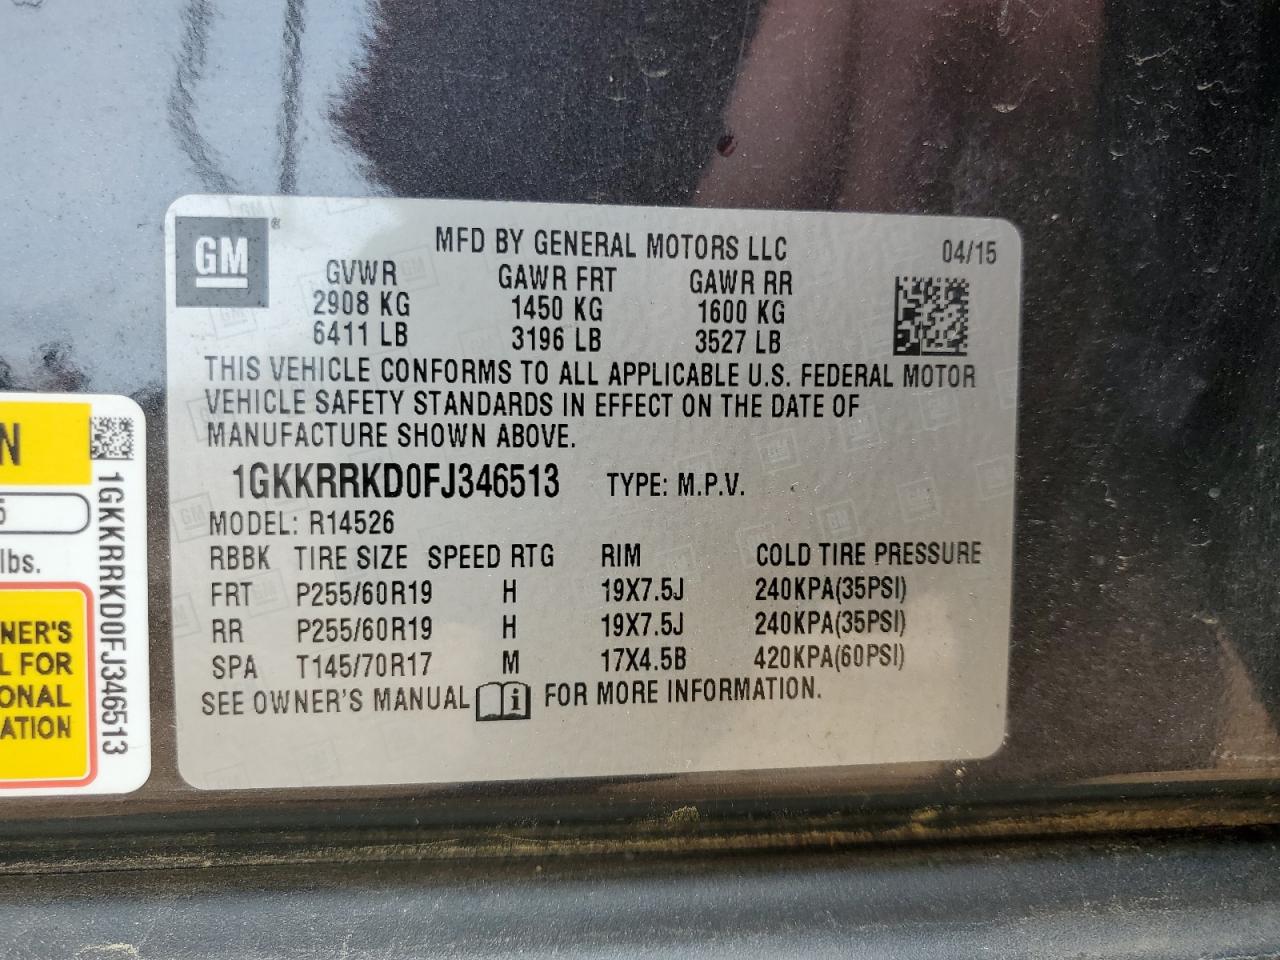 GM ®
MFD BY GENERAL MOTORS LLC 04/15
GVWR GAWR FRT GAWR RR
2908 KG 1450 KG 1600 KG
6411 LB 3196 LB 3527 LB
THIS VEHICLE CONFORMS TO ALL APPLICABLE U.S. FEDERAL MOTOR
VEHICLE SAFETY STANDARDS IN EFFECT ON THE DATE OF
MANUFACTURE SHOWN ABOVE.
1GKKRRKD0FJ346513 TYPE: M.P.V.
MODEL: R14526
RBBK TIRE SIZE SPEED RTG RIM COLD TIRE PRESSURE
FRT P255/60R19 H 19X7.5J 240KPA(35PSI)
RR P255/60R19 H 19X7.5J 240KPA(35PSI)
SPA T145/70R17 M 17X4.5B 420KPA(60PSI)
SEE OWNER'S MANUAL i FOR MORE INFORMATION.
N
5
lbs.
NER'S
L FOR
ONAL
ATION
1GKKRRKD0FJ346513